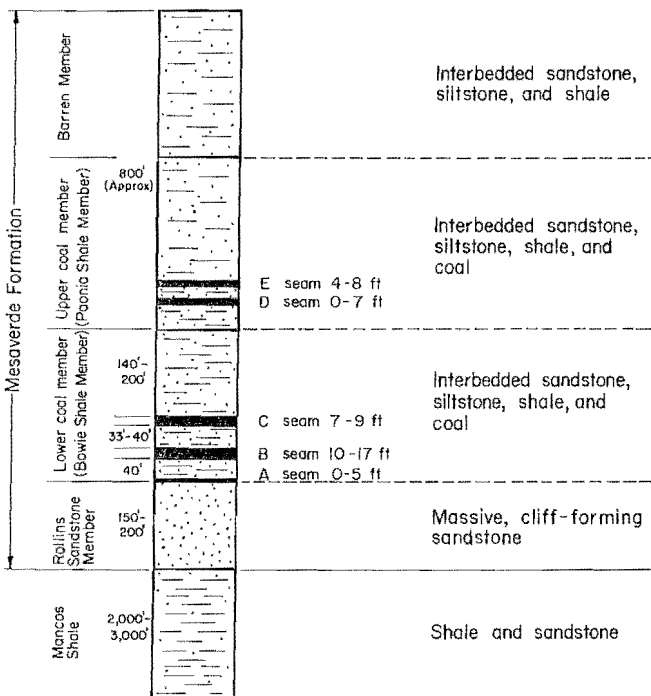 Mesaverde Formation
Barren Member
Interbedded sandstone,
siltstone, and shale
Upper coal member
(Paonia Shale Member)
800'
(Approx)
Interbedded sandstone,
siltstone, shale, and
coal
E seam 4-8 ft
D seam 0-7 ft
Lower coal member
(Bowie Shale Member)
140'-
200'
Interbedded sandstone,
siltstone, shale, and
coal
C seam 7-9 ft
33'-40'
B seam 10-17 ft
40'
A seam 0-5 ft
Rollins
Sandstone
Member
150'-
200'
Massive, cliff-forming
sandstone
Mancos
Shale
2,000'-
3,000'
Shale and sandstone